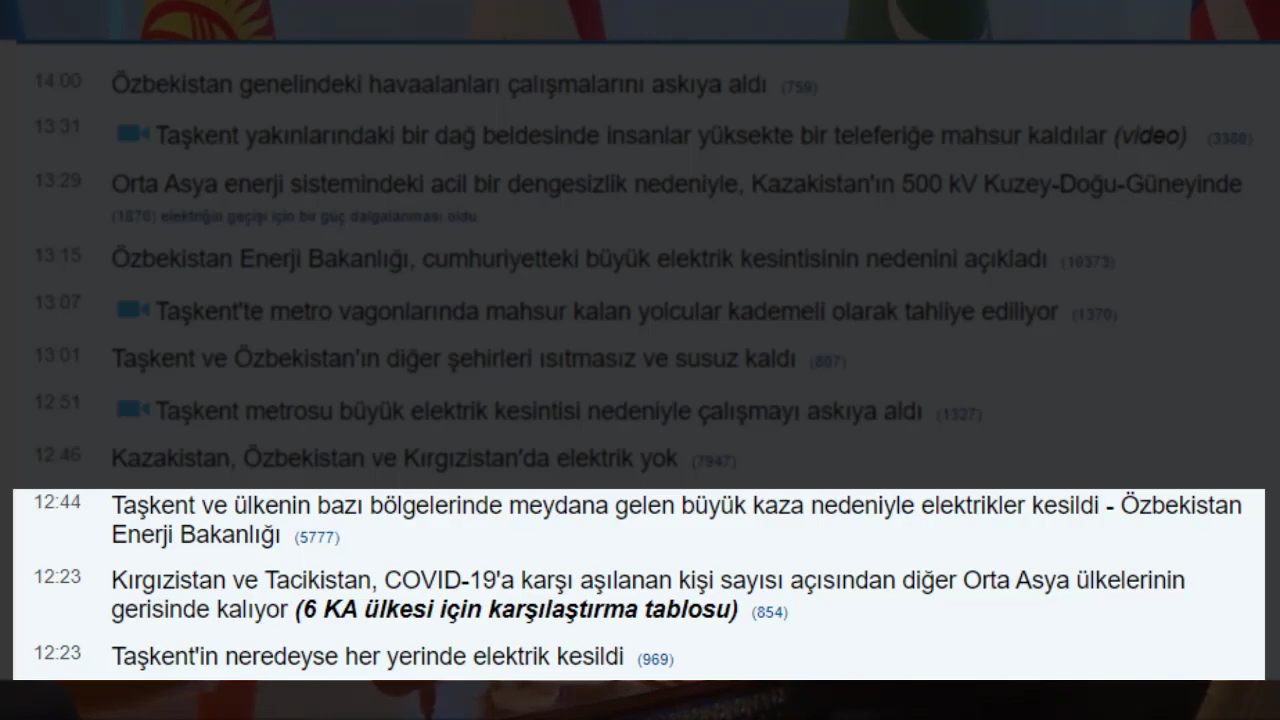 14:00 Özbekistan genelindeki havaalanları çalışmalarını askıya aldı (759)
13:31 Taşkent yakınlarındaki bir dağ beldesinde insanlar yüksekte bir teleferiğe mahsur kaldılar (video) (3380)
13:29 Orta Asya enerji sistemindeki acil bir dengesizlik nedeniyle, Kazakistan'ın 500 kV Kuzey-Doğu-Güneyinde
(1870) elektriğin geçişi için bir güç dalgalanması oldu.
13:15 Özbekistan Enerji Bakanlığı, cumhuriyetteki büyük elektrik kesintisinin nedenini açıkladı (10373)
13:07 Taşkent'te metro vagonlarında mahsur kalan yolcular kademeli olarak tahliye ediliyor (1370)
13:01 Taşkent ve Özbekistan'ın diğer şehirleri ısıtmasız ve susuz kaldı (807)
12:51 Taşkent metrosu büyük elektrik kesintisi nedeniyle çalışmayı askıya aldı (1327)
12:46 Kazakistan, Özbekistan ve Kırgızistan'da elektrik yok (7947)
12:44 Taşkent ve ülkenin bazı bölgelerinde meydana gelen büyük kaza nedeniyle elektrikler kesildi - Özbekistan
Enerji Bakanlığı (5777)
12:23 Kırgızistan ve Tacikistan, COVID-19'a karşı aşılanan kişi sayısı açısından diğer Orta Asya ülkelerinin
gerisinde kalıyor (6 KA ülkesi için karşılaştırma tablosu) (854)
12:23 Taşkent'in neredeyse her yerinde elektrik kesildi (969)